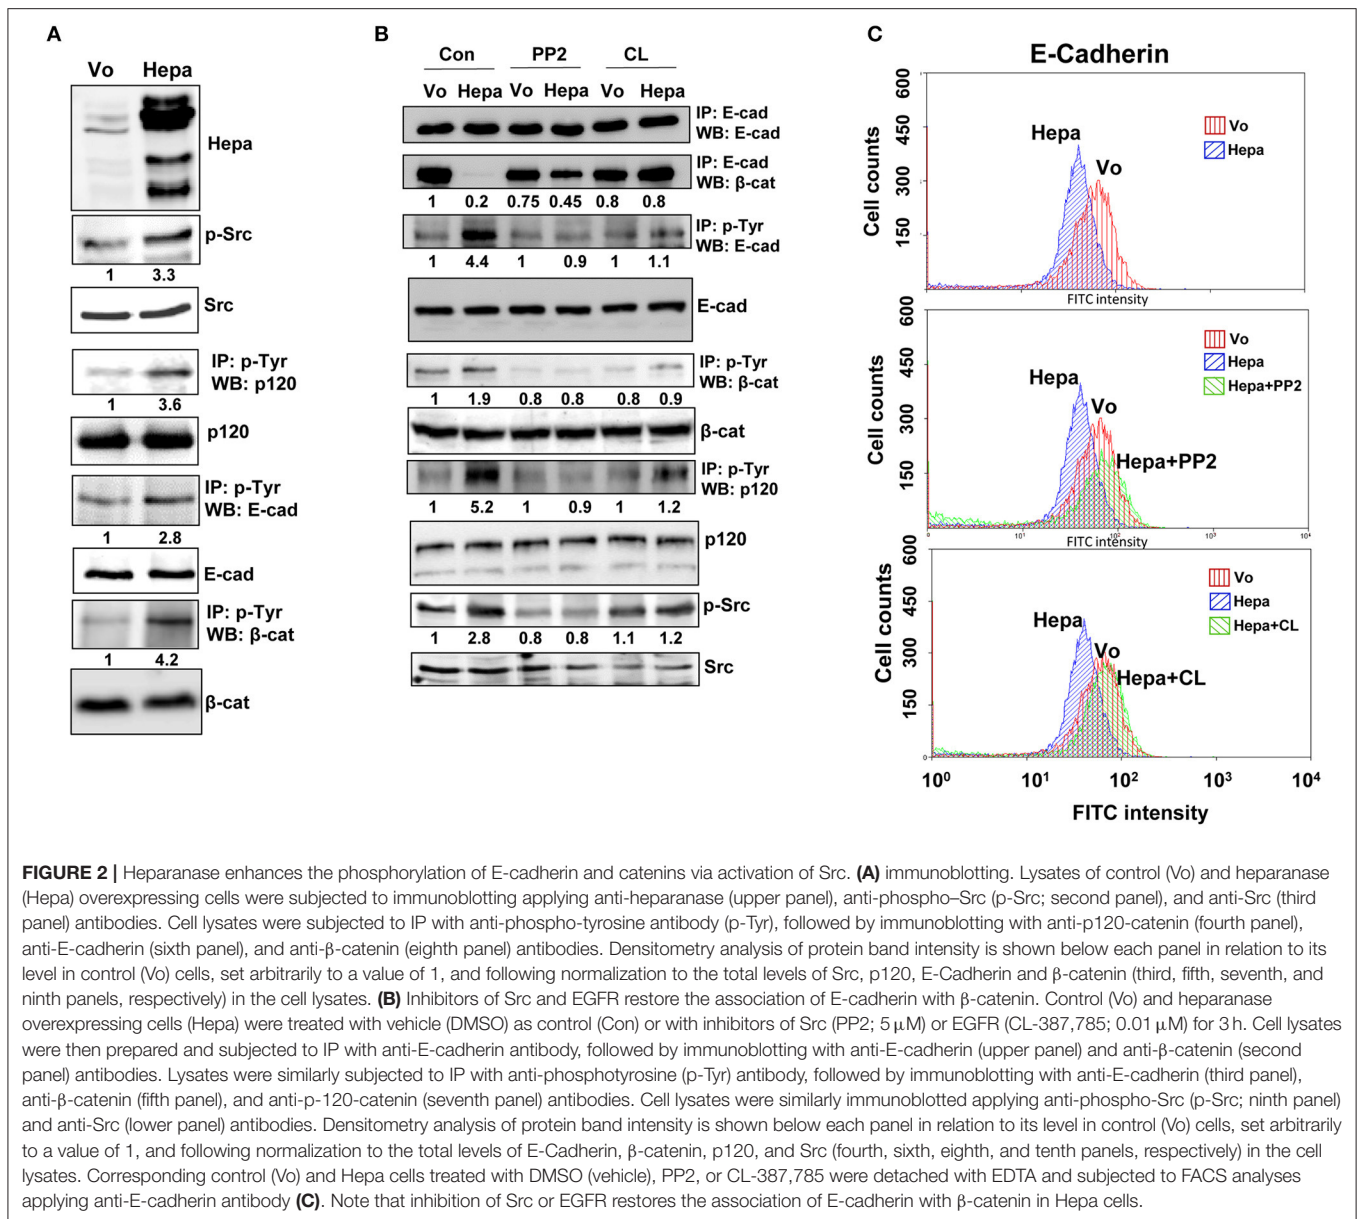 A
Vo Hepa
Hepa
p-Src
1 3.3
Src
IP: p-Tyr
WB: p120
1 3.6
p120
IP: p-Tyr
WB: E-cad
1 2.8
E-cad
IP: p-Tyr
WB: β-cat
1 4.2
β-cat
B
Con PP2 CL
Vo Hepa Vo Hepa Vo Hepa
IP: E-cad
WB: E-cad
IP: E-cad
WB: β-cat
1 0.2 0.75 0.45 0.8 0.8
IP: p-Tyr
WB: E-cad
1 4.4 1 0.9 1 1.1
E-cad
IP: p-Tyr
WB: β-cat
1 1.9 0.8 0.8 0.8 0.9
β-cat
IP: p-Tyr
WB: p120
1 5.2 1 0.9 1 1.2
p120
p-Src
1 2.8 0.8 0.8 1.1 1.2
Src
C
E-Cadherin
Cell counts
600
450
300
150
Hepa
Vo
Vo
Hepa
FITC intensity
Cell counts
600
450
300
150
0
Hepa
Vo
Hepa+PP2
Vo
Hepa
Hepa+PP2
10¹ 10² 10³ 10⁴
FITC intensity
Cell counts
600
450
300
150
0
Hepa
Vo
Hepa+CL
Vo
Hepa
Hepa+CL
10⁰ 10¹ 10² 10³ 10⁴
FITC intensity
FIGURE 2 | Heparanase enhances the phosphorylation of E-cadherin and catenins via activation of Src. (A) immunoblotting. Lysates of control (Vo) and heparanase
(Hepa) overexpressing cells were subjected to immunoblotting applying anti-heparanase (upper panel), anti-phospho–Src (p-Src; second panel), and anti-Src (third
panel) antibodies. Cell lysates were subjected to IP with anti-phospho-tyrosine antibody (p-Tyr), followed by immunoblotting with anti-p120-catenin (fourth panel),
anti-E-cadherin (sixth panel), and anti-β-catenin (eighth panel) antibodies. Densitometry analysis of protein band intensity is shown below each panel in relation to its
level in control (Vo) cells, set arbitrarily to a value of 1, and following normalization to the total levels of Src, p120, E-Cadherin and β-catenin (third, fifth, seventh, and
ninth panels, respectively) in the cell lysates. (B) Inhibitors of Src and EGFR restore the association of E-cadherin with β-catenin. Control (Vo) and heparanase
overexpressing cells (Hepa) were treated with vehicle (DMSO) as control (Con) or with inhibitors of Src (PP2; 5 μM) or EGFR (CL-387,785; 0.01 μM) for 3 h. Cell lysates
were then prepared and subjected to IP with anti-E-cadherin antibody, followed by immunoblotting with anti-E-cadherin (upper panel) and anti-β-catenin (second
panel) antibodies. Lysates were similarly subjected to IP with anti-phosphotyrosine (p-Tyr) antibody, followed by immunoblotting with anti-E-cadherin (third panel),
anti-β-catenin (fifth panel), and anti-p-120-catenin (seventh panel) antibodies. Cell lysates were similarly immunoblotted applying anti-phospho-Src (p-Src; ninth panel)
and anti-Src (lower panel) antibodies. Densitometry analysis of protein band intensity is shown below each panel in relation to its level in control (Vo) cells, set arbitrarily
to a value of 1, and following normalization to the total levels of E-Cadherin, β-catenin, p120, and Src (fourth, sixth, eighth, and tenth panels, respectively) in the cell
lysates. Corresponding control (Vo) and Hepa cells treated with DMSO (vehicle), PP2, or CL-387,785 were detached with EDTA and subjected to FACS analyses
applying anti-E-cadherin antibody (C). Note that inhibition of Src or EGFR restores the association of E-cadherin with β-catenin in Hepa cells.